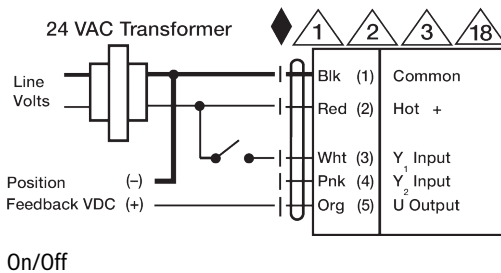 24 VAC Transformer
1 2 3 18
Line
Volts
Blk (1) Common
Red (2) Hot +
Wht (3) Y1 Input
Pnk (4) Y2 Input
Org (5) U Output
Position (–)
Feedback VDC (+)
On/Off